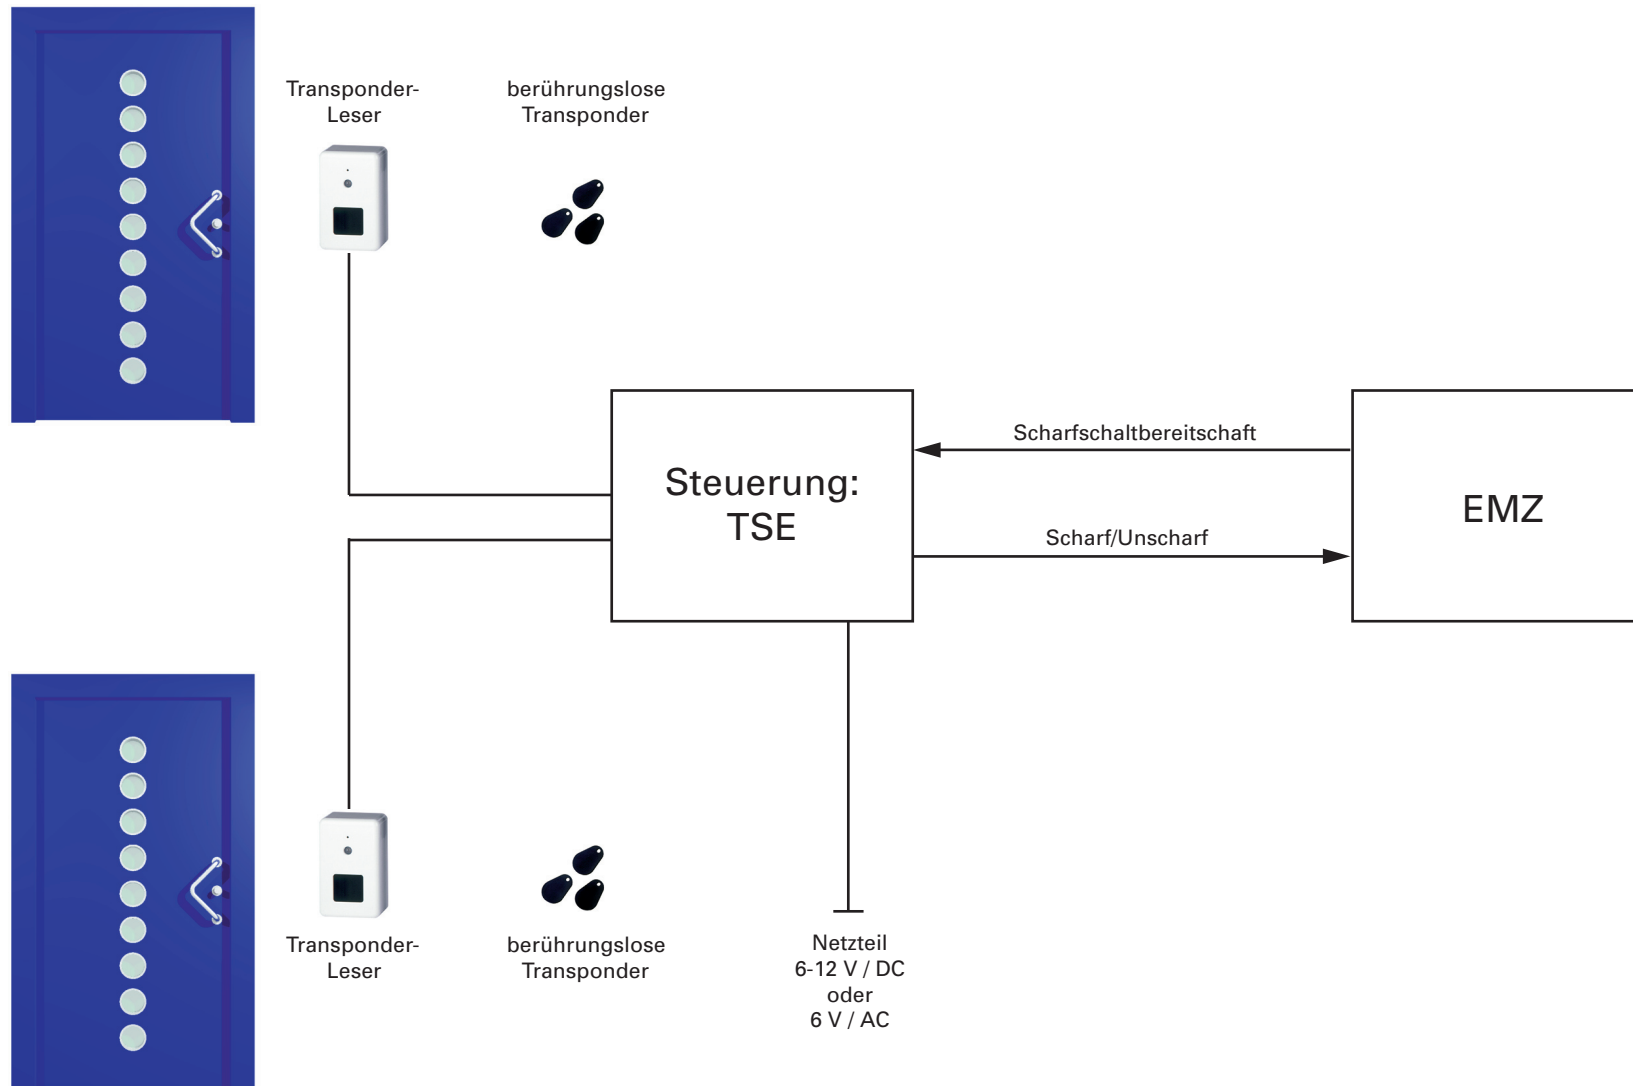 Transponder-
Leser
berührungslose
Transponder
Scharfschaltbereitschaft
Steuerung:
TSE
EMZ
Scharf/Unscharf
Transponder-
Leser
berührungslose
Transponder
Netzteil
6-12 V / DC
oder
6 V / AC